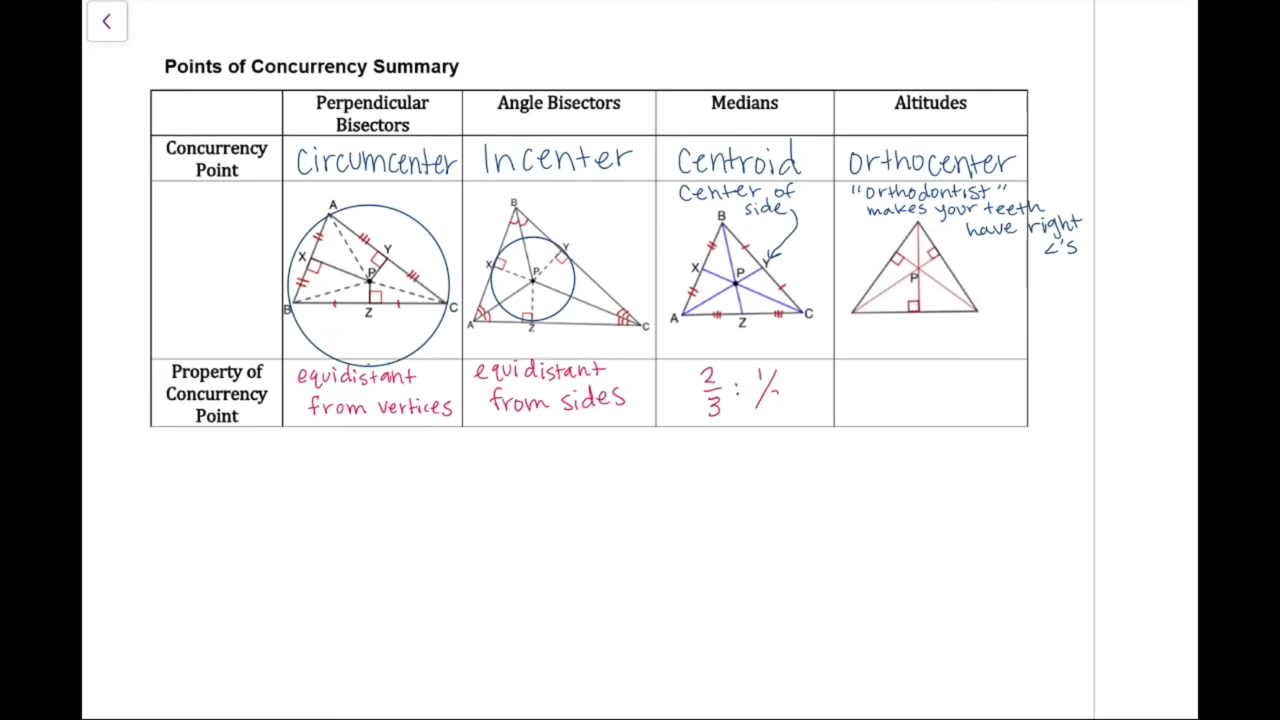 Points of Concurrency Summary
Perpendicular Bisectors
Angle Bisectors
Medians
Altitudes
Concurrency Point
Circumcenter
Incenter
Centroid
Orthocenter
center of
side
"orthodontist"
makes your teeth
have right
<'s
A
X
Y
P
B
Z
C
B
X
Y
P
A
Z
C
B
X
Y
P
A
Z
C
P
Property of
Concurrency
Point
equidistant
from vertices
equidistant
from sides
2/3 : 1/